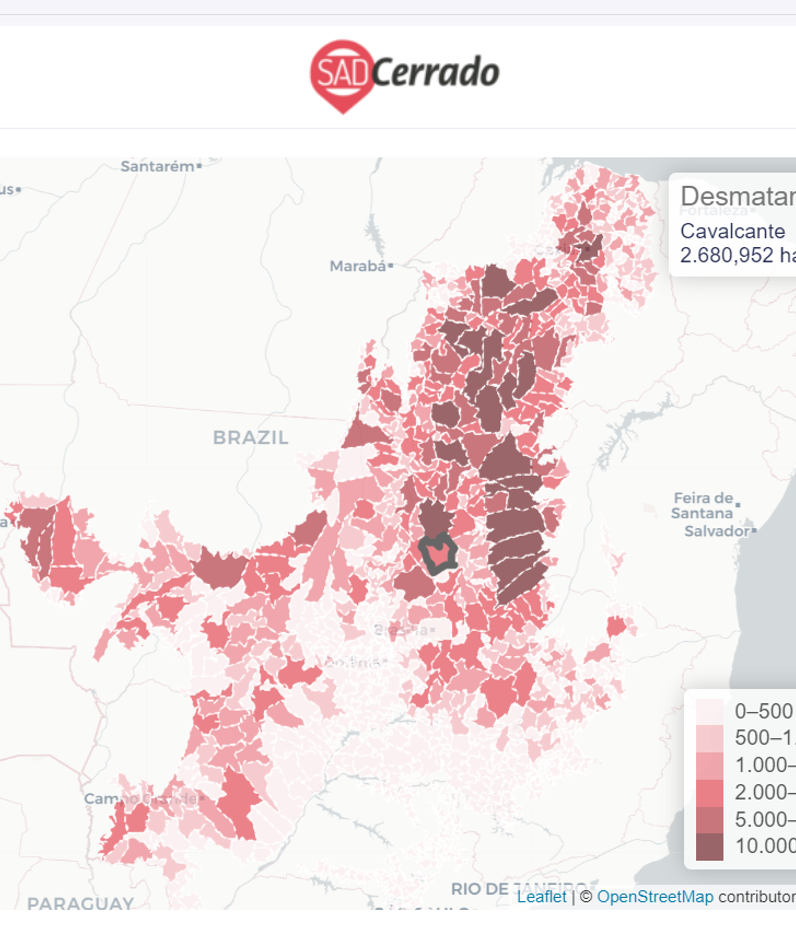 SADCerrado
Santarém
us
Desmatar
Fortaleza
Cavalcante
2.680,952 ha
Marabá
BRAZIL
Feira de
Santana
Salvador
Brasília
Goiânia
0–500
500–1.
1.000–
2.000–
5.000–
10.000
Campo Grande
RIO DE JANEIRO
Leaflet | © OpenStreetMap contributor
PARAGUAY